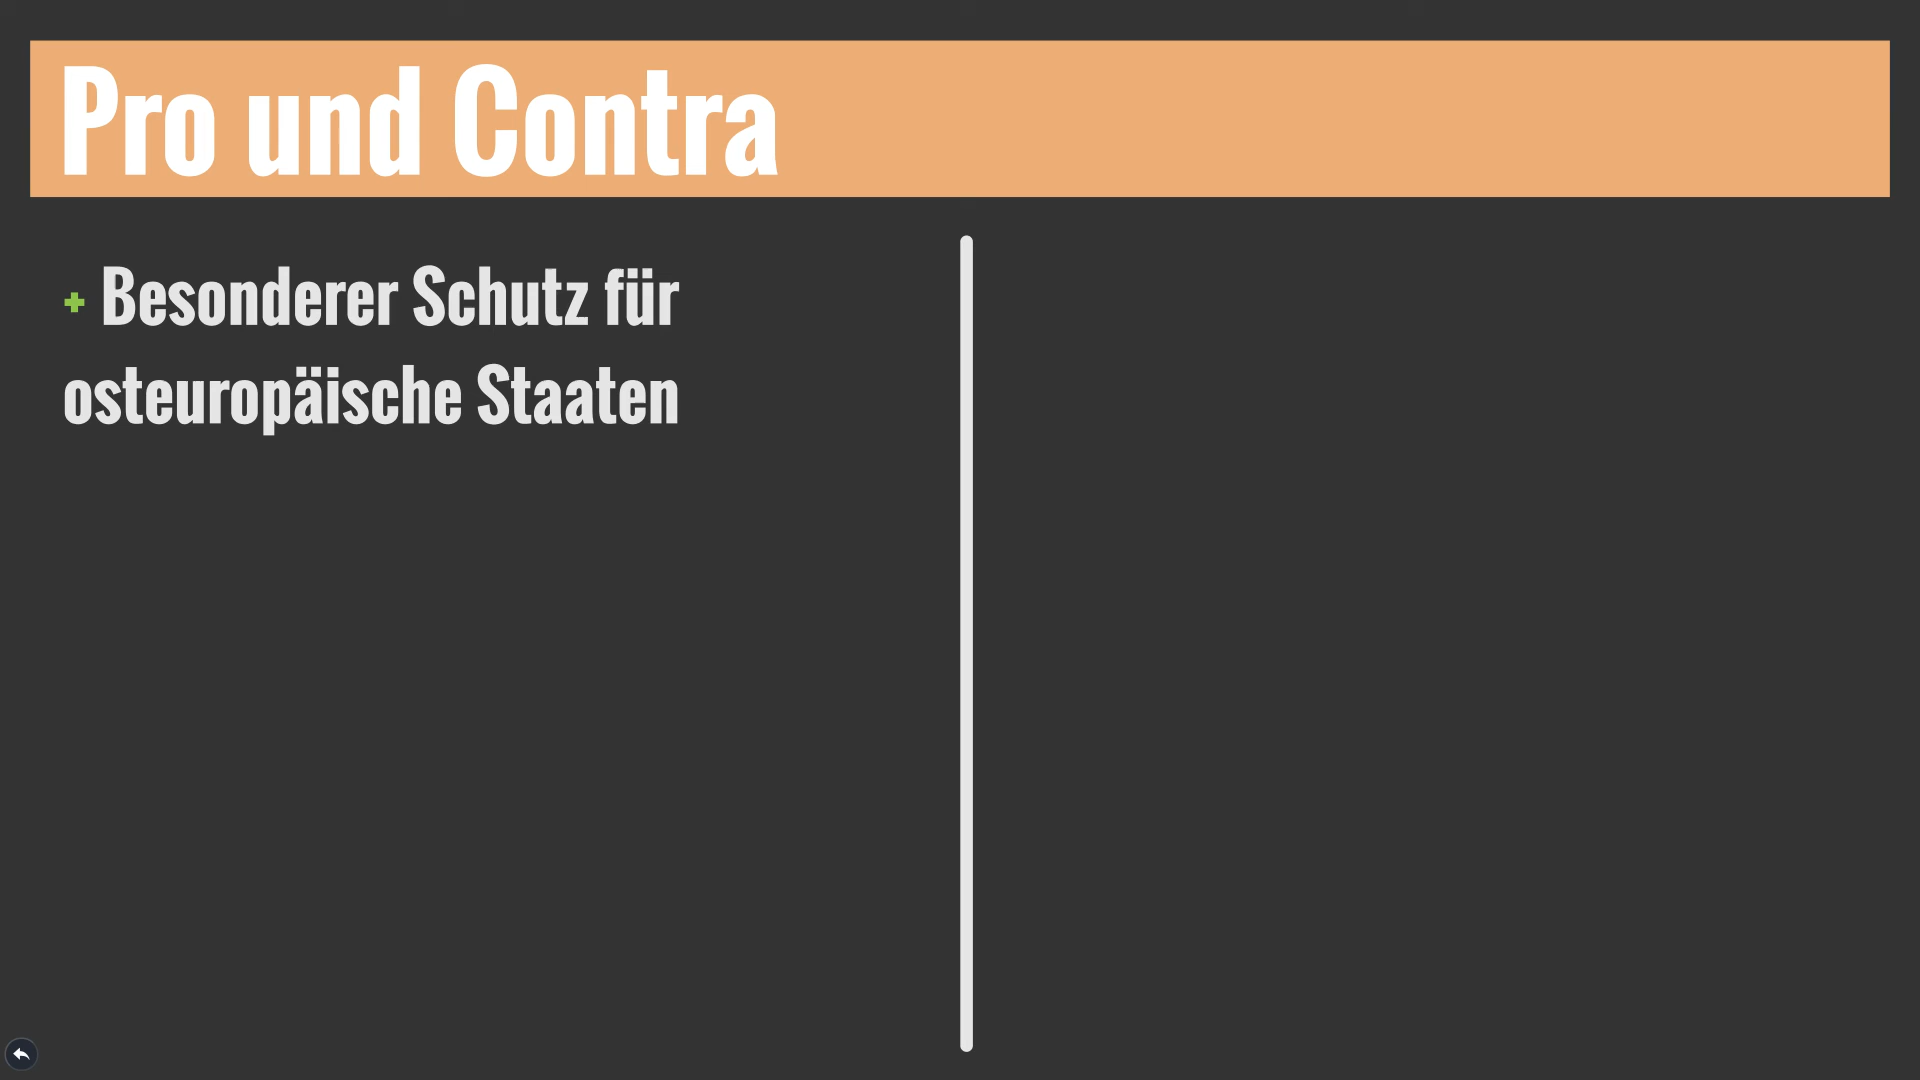 Pro und Contra
+ Besonderer Schutz für
osteuropäische Staaten